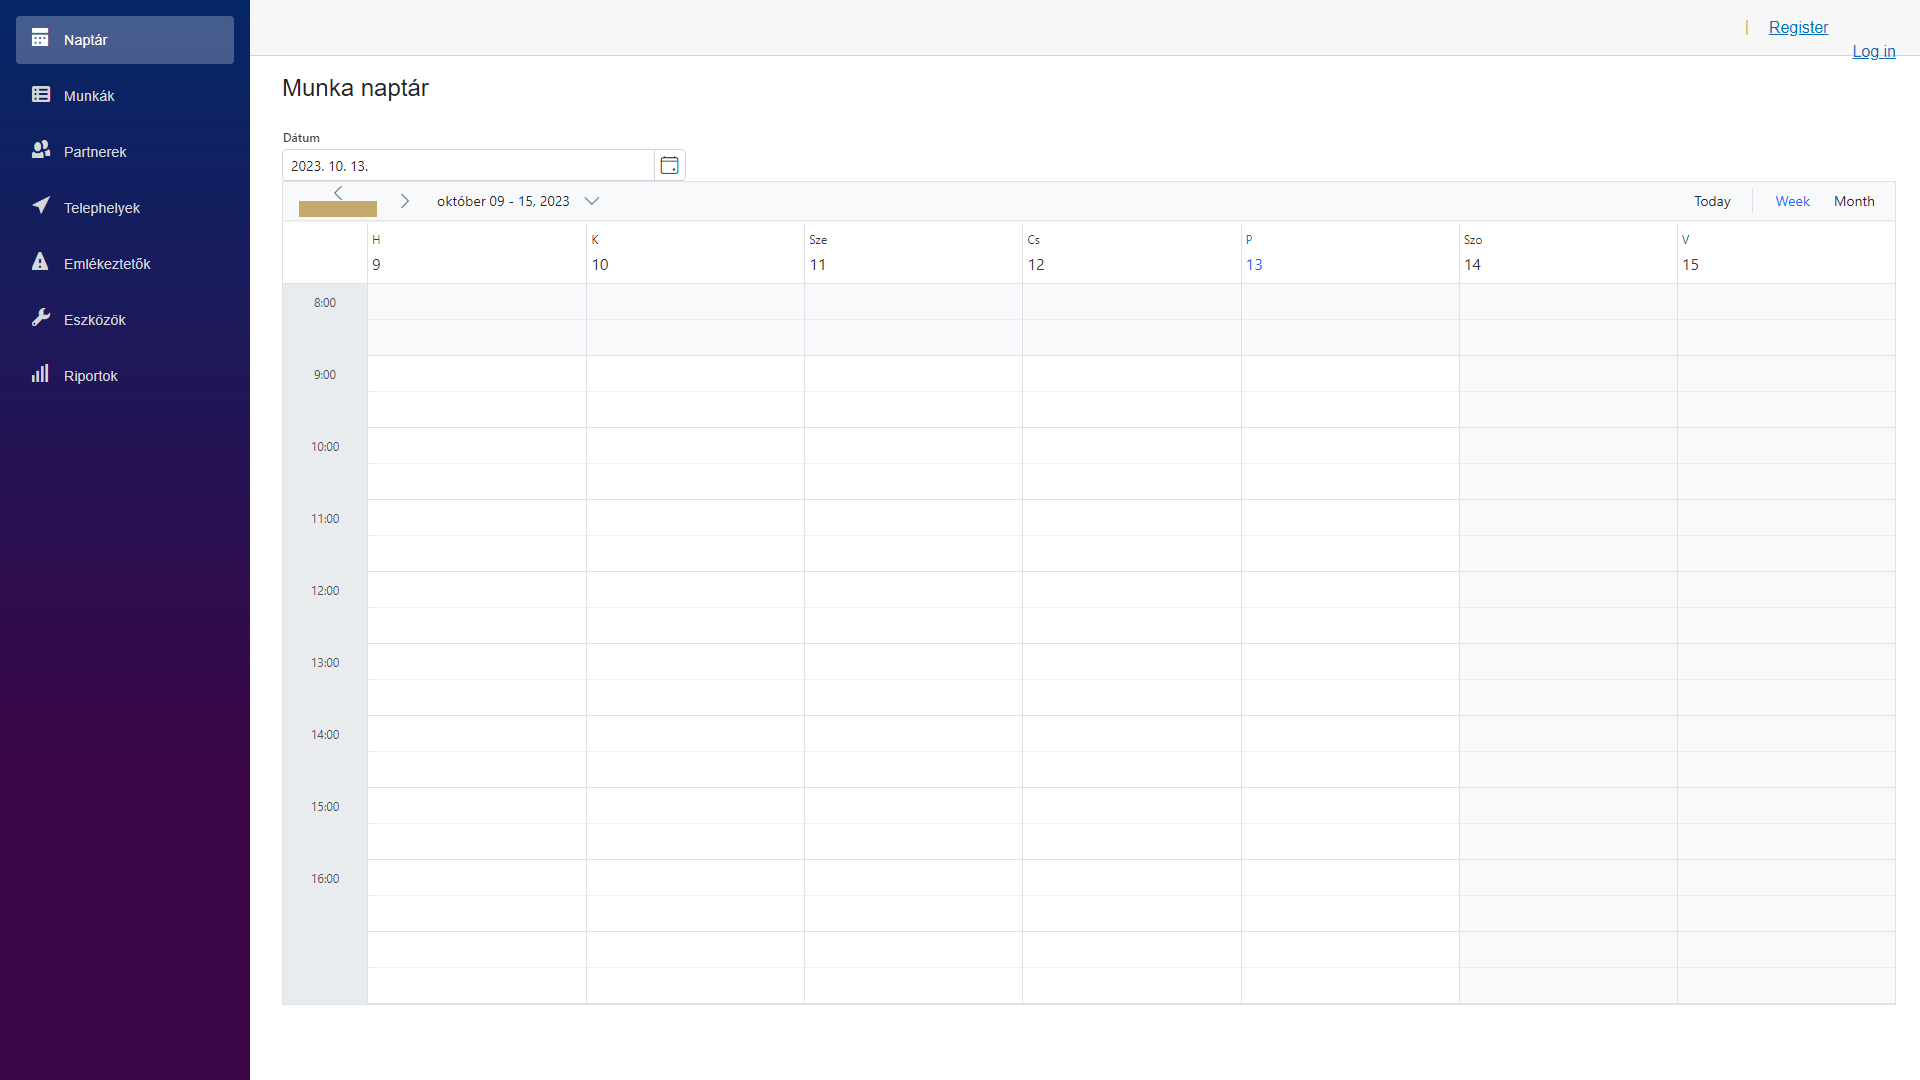 Naptár
Munkák
Partnerek
Telephelyek
Emlékeztetők
Eszközök
Riportok
Register
Log in
Munka naptár
Dátum
2023. 10. 13.
október 09 - 15, 2023
Today
Week
Month
H
9
K
10
Sze
11
Cs
12
P
13
Szo
14
V
15
8:00
9:00
10:00
11:00
12:00
13:00
14:00
15:00
16:00